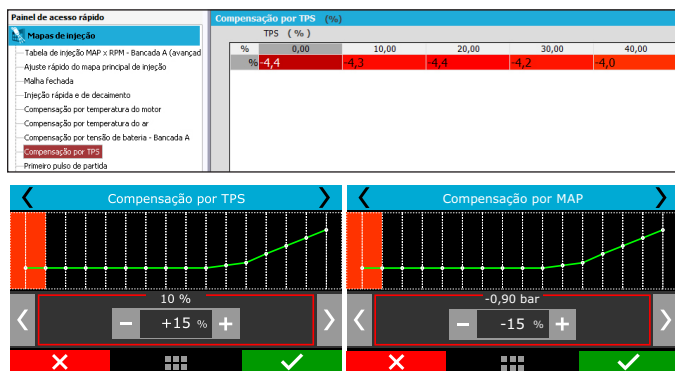 Painel de acesso rápido
Mapas de injeção
Tabela de injeção MAP x RPM - Bancada A (avançad
Ajuste rápido do mapa principal de injeção
Malha fechada
Injeção rápida e de decaimento
Compensação por temperatura do motor
Compensação por temperatura do ar
Compensação por tensão de bateria - Bancada A
Compensação por TPS
Primeiro pulso de partida
Compensação por TPS (%)
TPS (%)
% 0,00 10,00 20,00 30,00 40,00
% -4,4 -4,3 -4,4 -4,2 -4,0
Compensação por TPS
10 %
- +15 % +
Compensação por MAP
-0,90 bar
- -15 % +